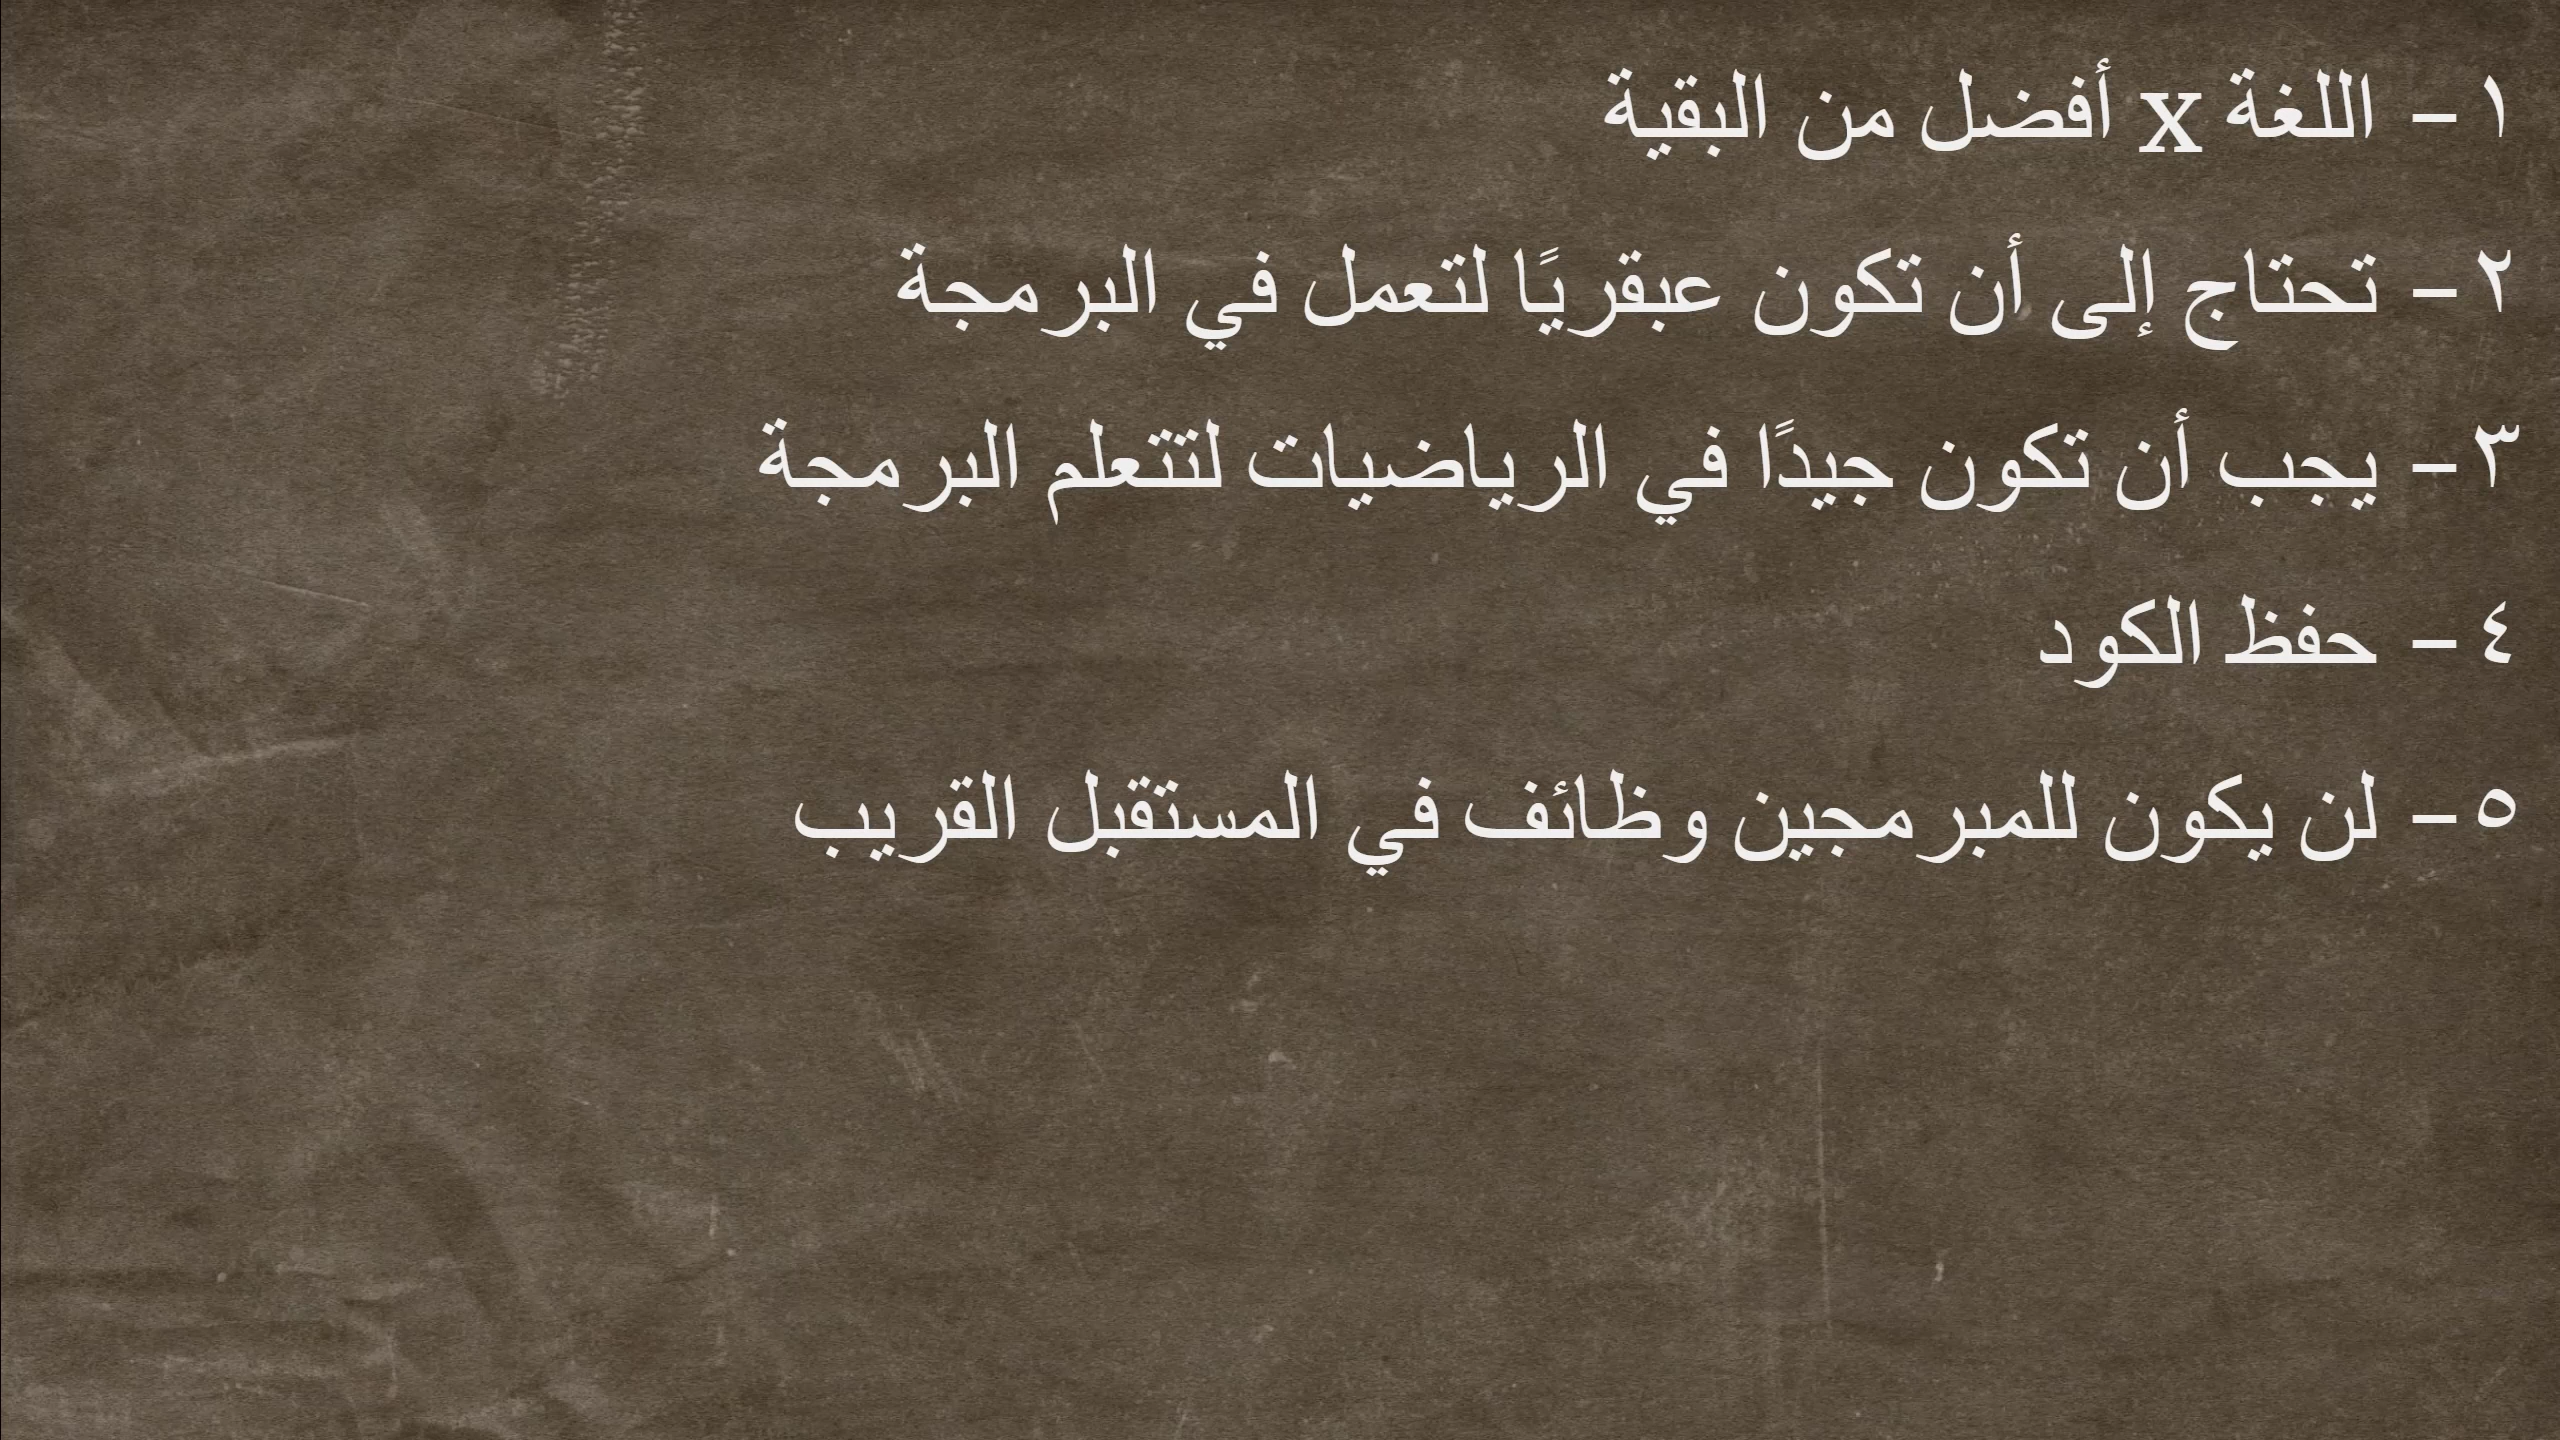 ١- اللغة x أفضل من البقية
٢- تحتاج إلى أن تكون عبقريًا لتعمل في البرمجة
٣- يجب أن تكون جيدًا في الرياضيات لتتعلم البرمجة
٤- حفظ الكود
٥- لن يكون للمبرمجين وظائف في المستقبل القريب